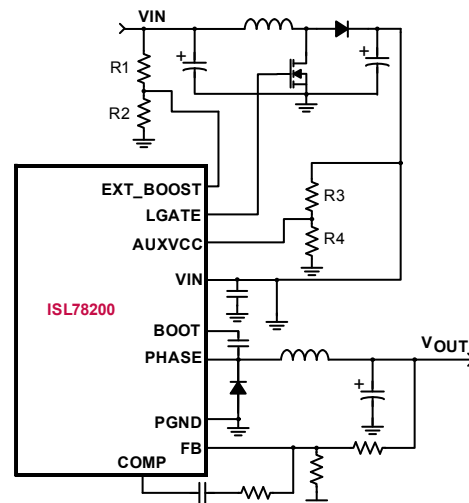 VIN
R1
R2
EXT_BOOST
LGATE
R3
AUXVCC
R4
VIN
ISL78200
BOOT
PHASE
VOUT
PGND
FB
COMP
+
+
+